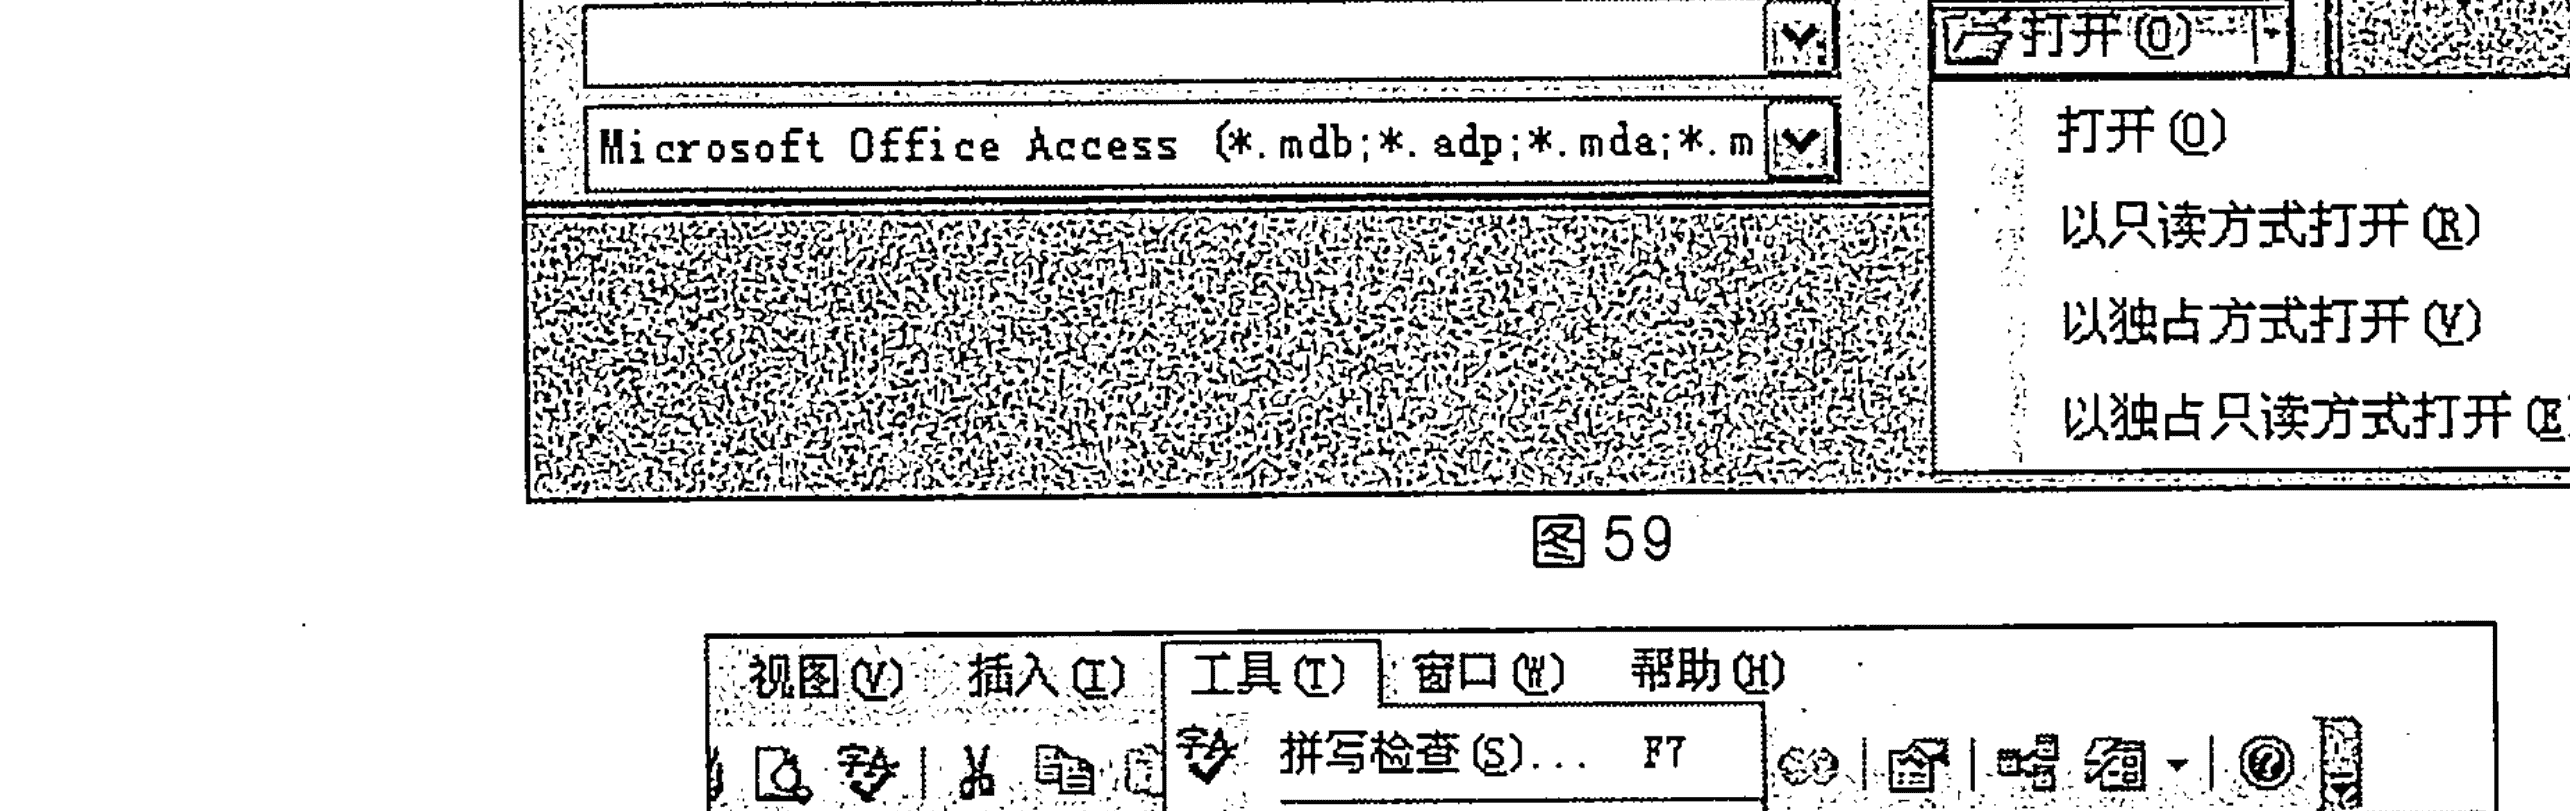 打开(O)
Microsoft Office Access (*.mdb;*.adp;*.mda;*.m
打开(O)
以只读方式打开(R)
以独占方式打开(V)
以独占只读方式打开(E
图59
视图(V) 插入(I) 工具(T) 窗口(W) 帮助(H)
拼写检查(S)... F7